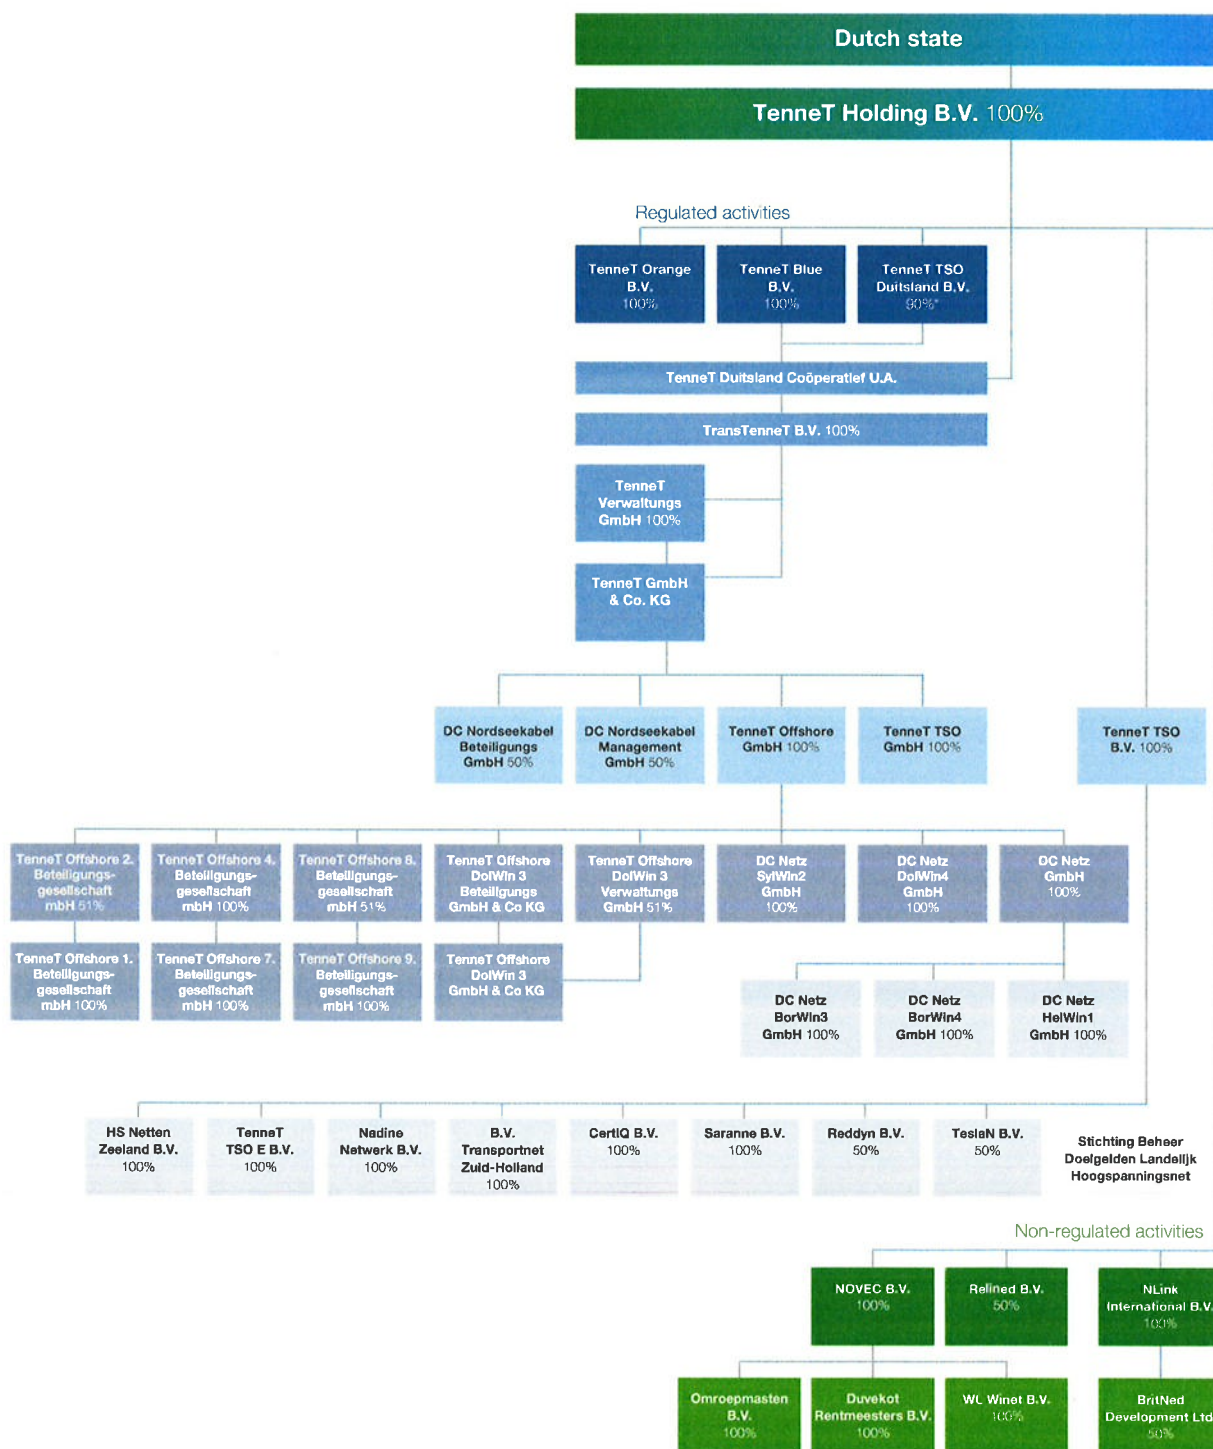 Dutch state
TenneT Holding B.V. 100%
Regulated activities
TenneT Orange
B.V.
100%
TenneT Blue
B.V.
100%
TenneT TSO
Duitsland B.V.
90%*
TenneT Duitsland Coöperatief U.A.
TransTenneT B.V. 100%
TenneT
Verwaltungs
GmbH 100%
TenneT GmbH
& Co. KG
DC Nordseekabel
Beteiligungs
GmbH 50%
DC Nordseekabel
Management
GmbH 50%
TenneT Offshore
GmbH 100%
TenneT TSO
GmbH 100%
TenneT TSO
B.V. 100%
TenneT Offshore 2.
Beteiligungs-
gesellschaft
mbH 51%
TenneT Offshore 4.
Beteiligungs-
gesellschaft
mbH 100%
TenneT Offshore 8.
Beteiligungs-
gesellschaft
mbH 51%
TenneT Offshore
DolWin 3
Beteiligungs
GmbH & Co KG
TenneT Offshore
DolWin 3
Verwaltungs
GmbH 51%
DC Netz
SylWin2
GmbH
100%
DC Netz
DolWin4
GmbH
100%
DC Netz
GmbH
100%
TenneT Offshore 1.
Beteiligungs-
gesellschaft
mbH 100%
TenneT Offshore 7.
Beteiligungs-
gesellschaft
mbH 100%
TenneT Offshore 9.
Beteiligungs-
gesellschaft
mbH 100%
TenneT Offshore
DolWin 3
GmbH & Co KG
DC Netz
BorWin3
GmbH 100%
DC Netz
BorWin4
GmbH 100%
DC Netz
HelWin1
GmbH 100%
HS Netten
Zeeland B.V.
100%
TenneT
TSO E B.V.
100%
Nadine
Netwerk B.V.
100%
B.V.
Transportnet
Zuid-Holland
100%
CertiQ B.V.
100%
Saranne B.V.
100%
Reddyn B.V.
50%
TeslaN B.V.
50%
Stichting Beheer
Doelgelden Landelijk
Hoogspanningsnet
Non-regulated activities
NOVEC B.V.
100%
Relined B.V.
50%
NLink
International B.V.
100%
Omroepmasten
B.V.
100%
Duvekot
Rentmeesters B.V.
100%
WL Winet B.V.
100%
BritNed
Development Ltd
50%